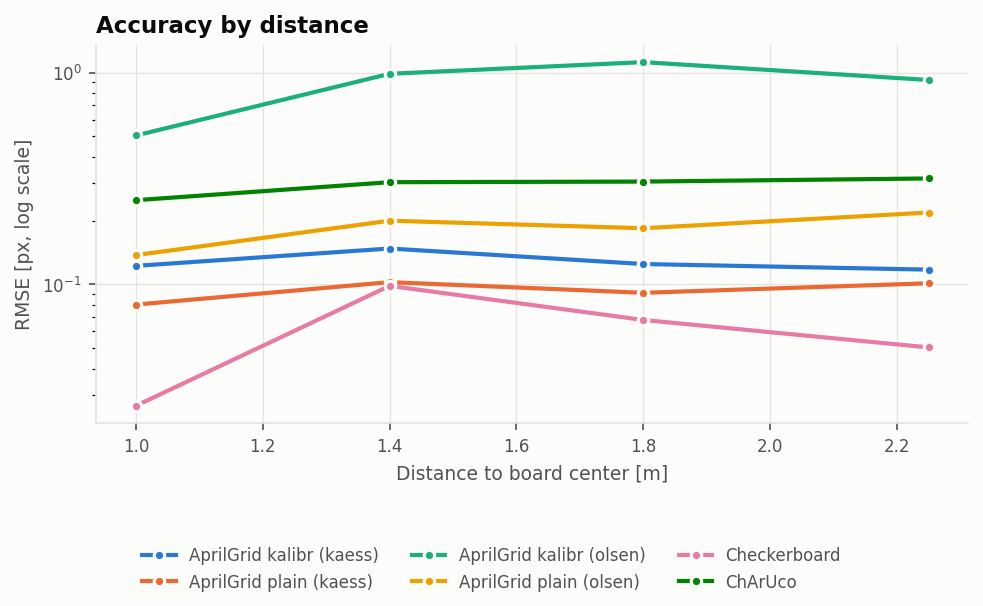 Accuracy by distance
RMSE [px, log scale]
10⁰
10⁻¹
1.0 1.2 1.4 1.6 1.8 2.0 2.2
Distance to board center [m]
AprilGrid kalibr (kaess) AprilGrid kalibr (olsen) Checkerboard
AprilGrid plain (kaess) AprilGrid plain (olsen) ChArUco